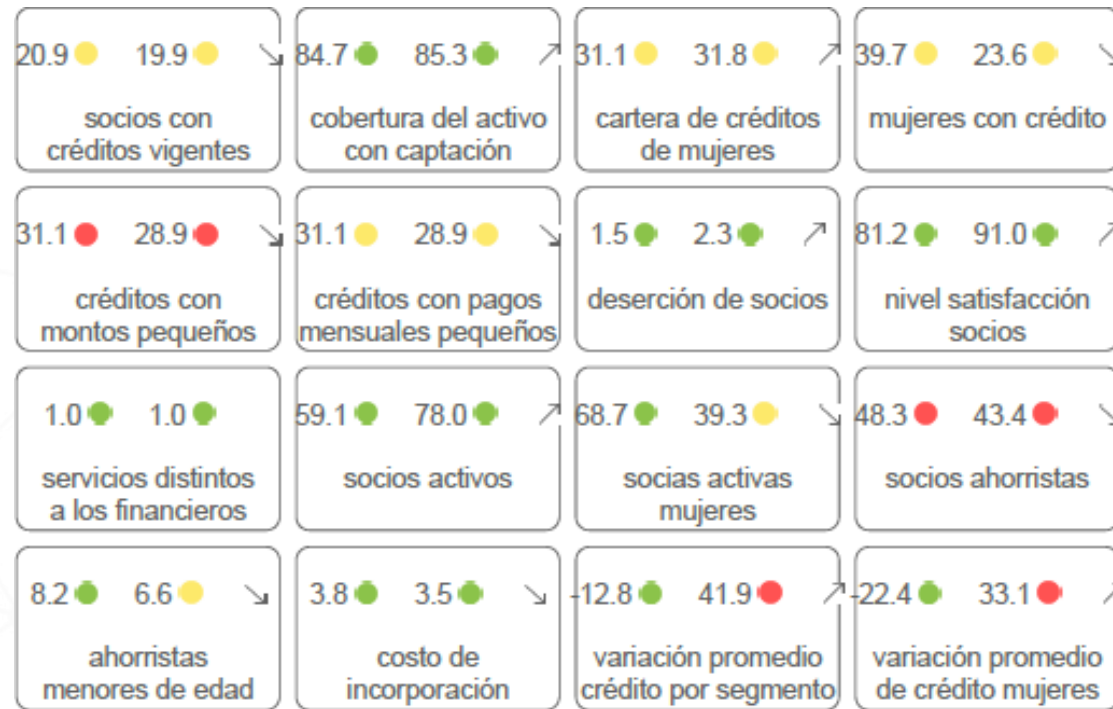 20.9 19.9
socios con
créditos vigentes
84.7 85.3
cobertura del activo
con captación
31.1 31.8
cartera de créditos
de mujeres
39.7 23.6
mujeres con crédito
31.1 28.9
créditos con
montos pequeños
31.1 28.9
créditos con pagos
mensuales pequeños
1.5 2.3
deserción de socios
81.2 91.0
nivel satisfacción
socios
1.0 1.0
servicios distintos
a los financieros
59.1 78.0
socios activos
68.7 39.3
socias activas
mujeres
48.3 43.4
socios ahorristas
8.2 6.6
ahorristas
menores de edad
3.8 3.5
costo de
incorporación
-12.8 41.9
variación promedio
crédito por segmento
-22.4 33.1
variación promedio
de crédito mujeres